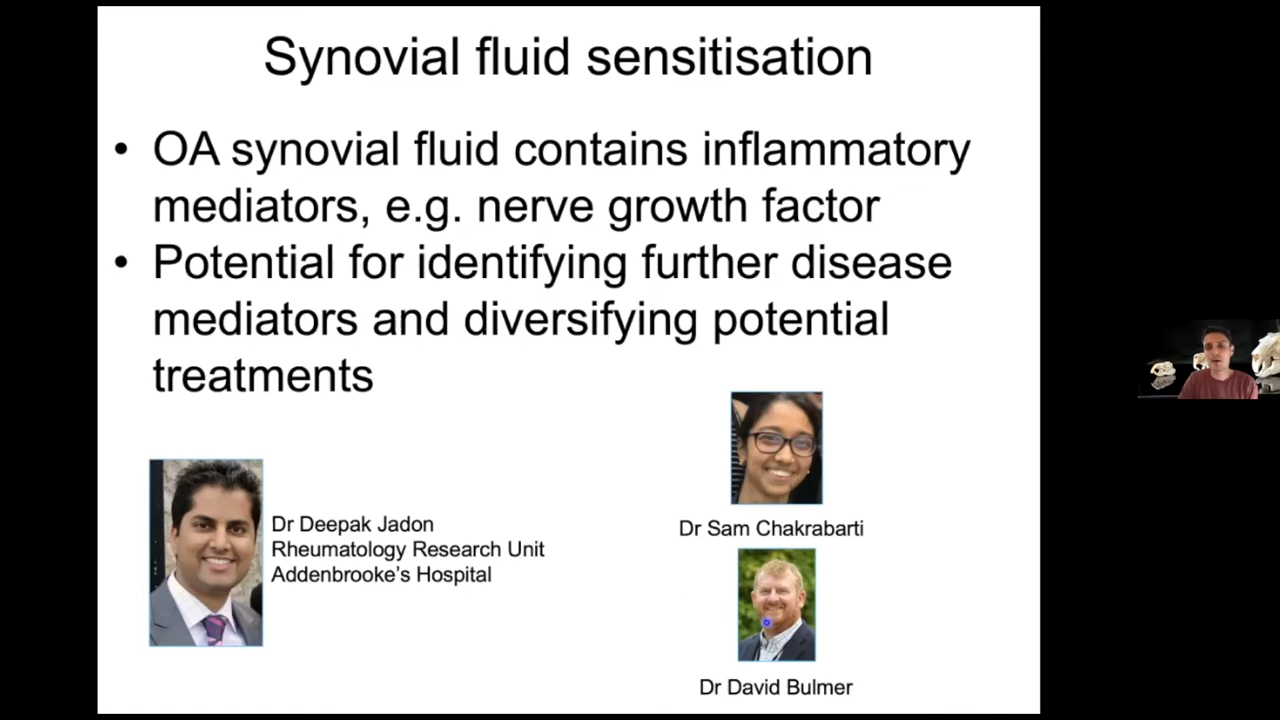 Synovial fluid sensitisation
• OA synovial fluid contains inflammatory
mediators, e.g. nerve growth factor
• Potential for identifying further disease
mediators and diversifying potential
treatments
Dr Deepak Jadon
Rheumatology Research Unit
Addenbrooke's Hospital
Dr Sam Chakrabarti
Dr David Bulmer